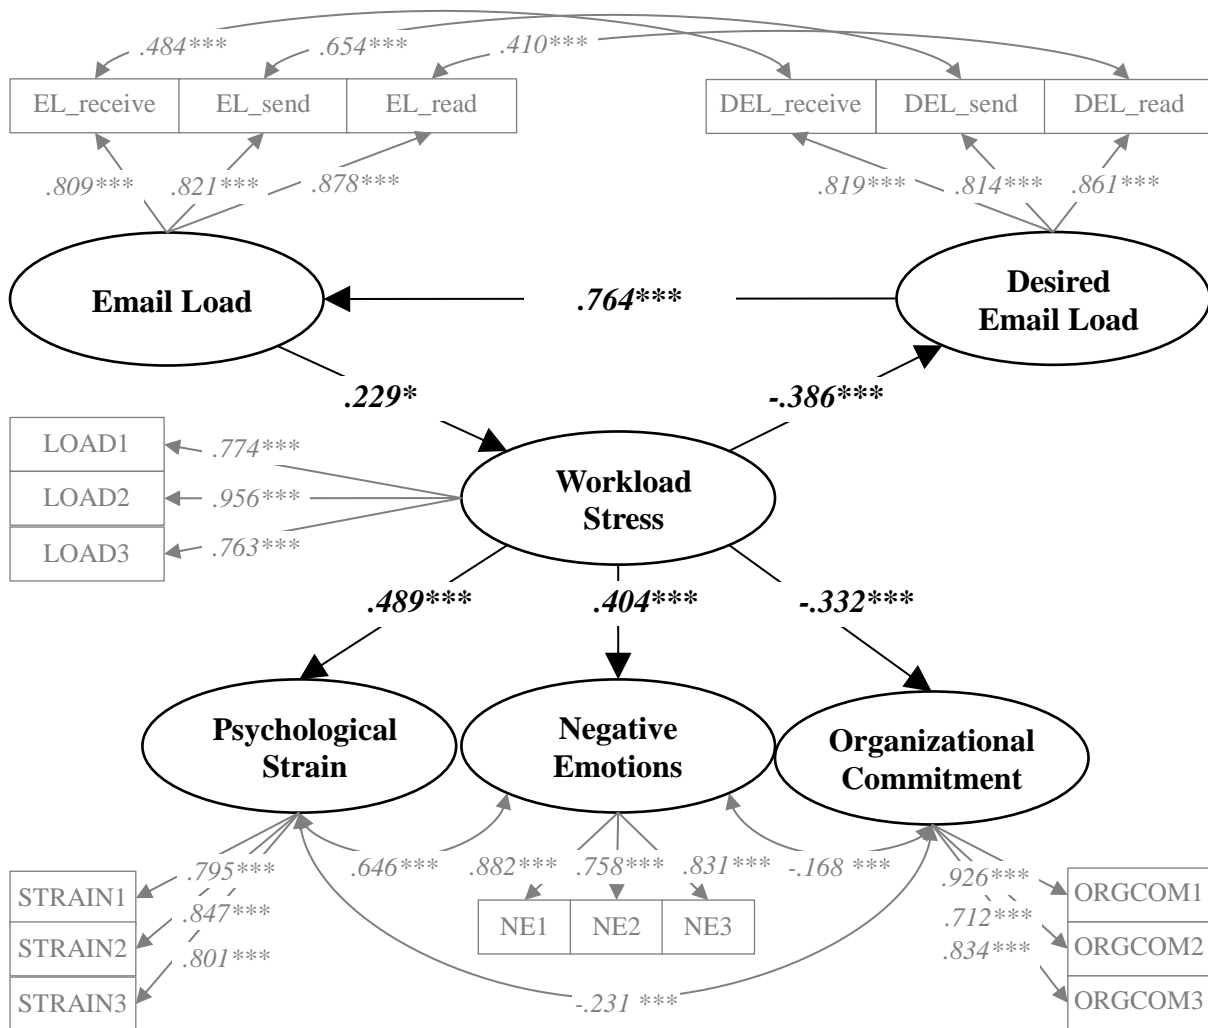 .484***
.654***
.410***
EL_receive
EL_send
EL_read
DEL_receive
DEL_send
DEL_read
.809***
.821***
.878***
.819***
.814***
.861***
Email Load
.764***
Desired
Email Load
.229*
-.386***
LOAD1
.774***
LOAD2
.956***
LOAD3
.763***
Workload
Stress
.489***
.404***
-.332***
Psychological
Strain
Negative
Emotions
Organizational
Commitment
.795***
.847***
.801***
.646***
.882***
.758***
.831***
-.168 ***
.926***
.712***
.834***
STRAIN1
STRAIN2
STRAIN3
NE1
NE2
NE3
ORGCOM1
ORGCOM2
ORGCOM3
-.231 ***